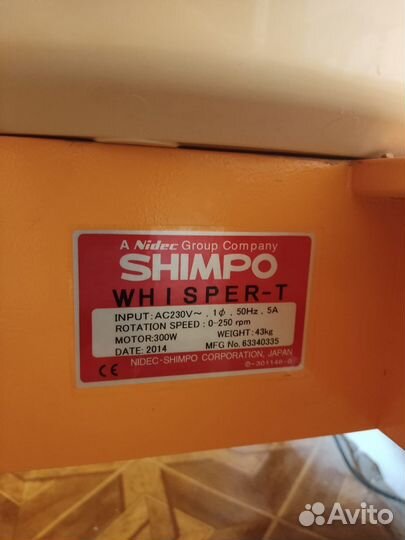 A Nidec Group Company
SHIMPO
WHISPER-T
INPUT:AC230V~ , 1ϕ , 50Hz , 5A
ROTATION SPEED : 0-250 rpm
MOTOR:300W WEIGHT:43kg
DATE: 2014 MFG No. 63340335
NIDEC-SHIMPO CORPORATION, JAPAN
CE
Avito